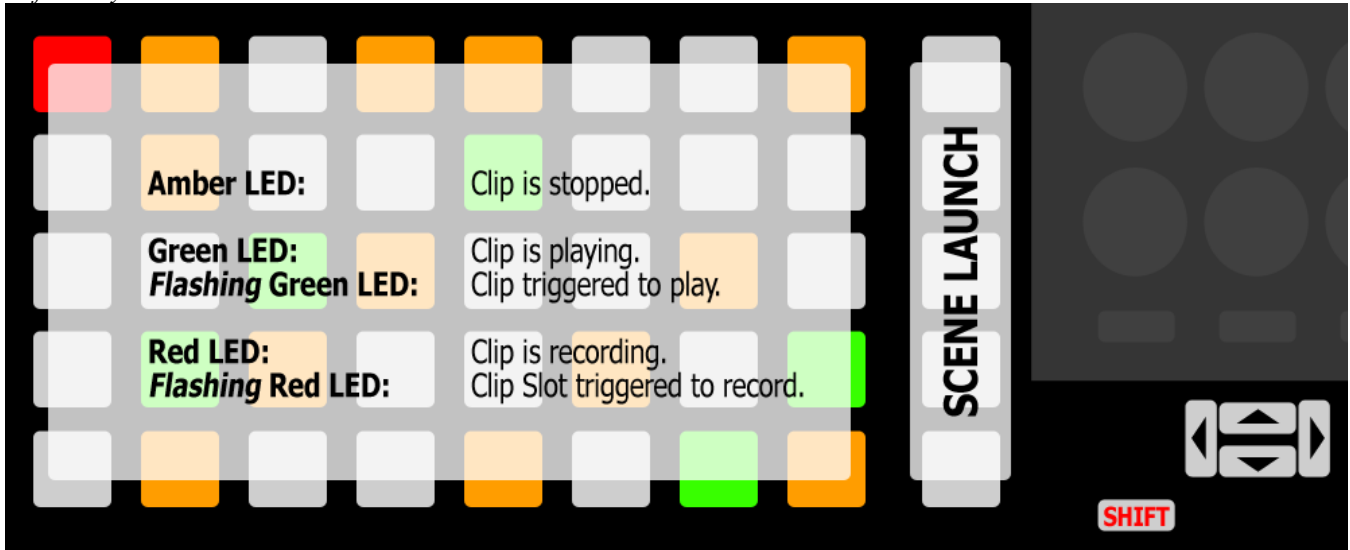 Amber LED: Clip is stopped.
Green LED: Clip is playing.
Flashing Green LED: Clip triggered to play.
Red LED: Clip is recording.
Flashing Red LED: Clip Slot triggered to record.
SCENE LAUNCH
SHIFT